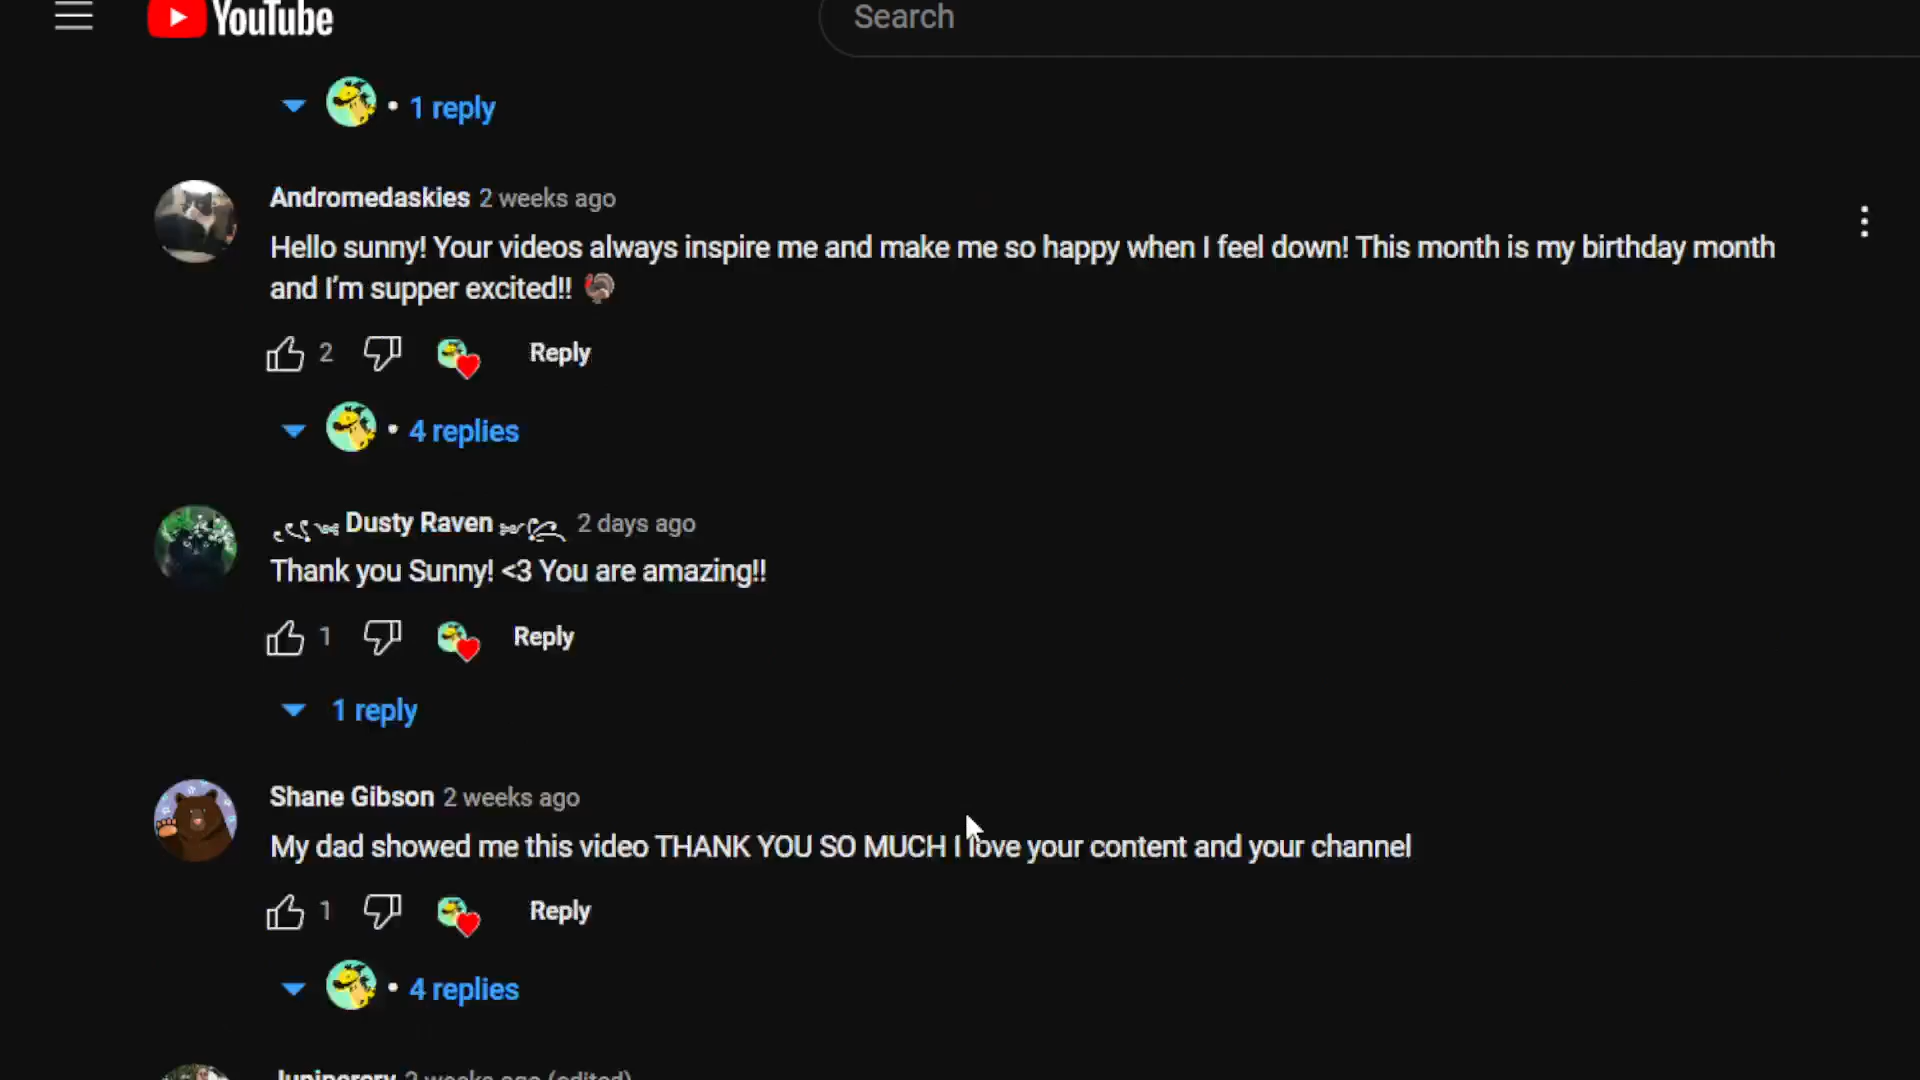 YouTube
Search
• 1 reply
Andromedaskies 2 weeks ago
Hello sunny! Your videos always inspire me and make me so happy when I feel down! This month is my birthday month
and I’m supper excited!! 🦃
2 Reply
• 4 replies
Dusty Raven 2 days ago
Thank you Sunny! <3 You are amazing!!
1 Reply
1 reply
Shane Gibson 2 weeks ago
My dad showed me this video THANK YOU SO MUCH I love your content and your channel
1 Reply
• 4 replies
2 weeks ago (edited)